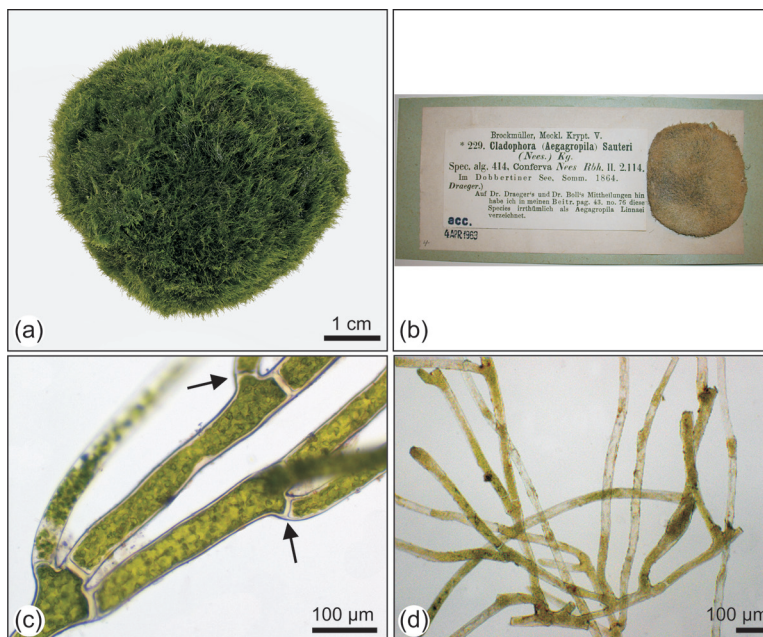 (a)
1 cm
Brockmüller, Meckl. Krypt. V.
* 229. Cladophora (Aegagropila) Sauteri
(Nees.) Kg.
Spec. alg. 414. Conferva Nees Rbh. II. 2.114.
Im Dobbertiner See, Somm. 1864.
Draeger.)
Auf Dr. Draeger's und Dr. Boll's Mittheilungen hin
habe ich in meinen Beitr. pag. 43. no. 76 diese
Species irrthümlich als Aegagropila Linnaei
verzeichnet.
acc.
4 APR 1963
(b)
(c)
100 µm
(d)
100 µm